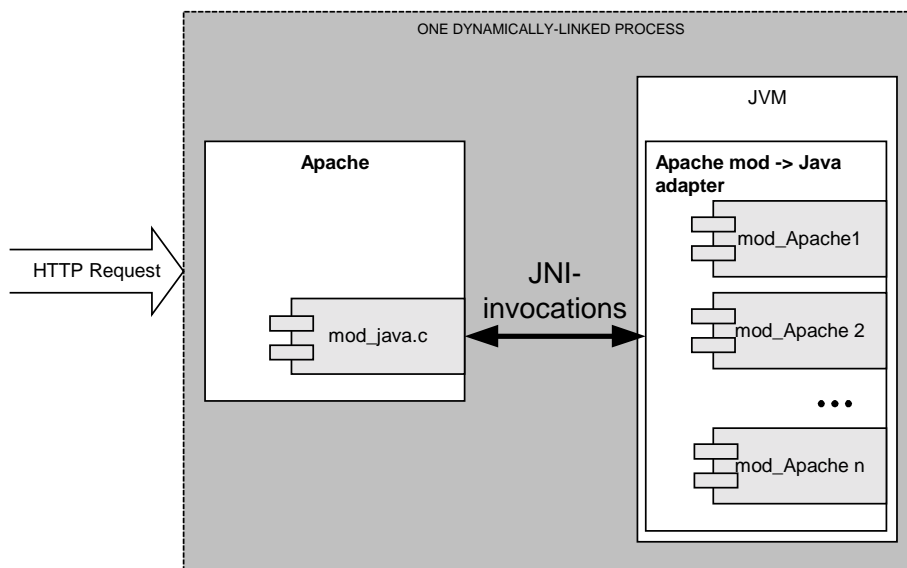 ONE DYNAMICALLY-LINKED PROCESS
JVM
Apache
Apache mod -> Java
adapter
mod_Apache1
HTTP Request
JNI-
invocations
mod_java.c
mod_Apache 2
...
mod_Apache n